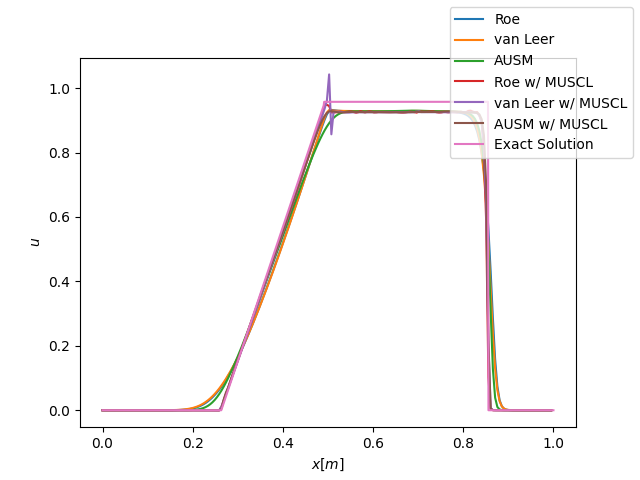 Roe
van Leer
AUSM
Roe w/ MUSCL
van Leer w/ MUSCL
AUSM w/ MUSCL
Exact Solution
1.0
0.8
0.6
0.4
0.2
0.0
u
0.0 0.2 0.4 0.6 0.8 1.0
x[m]